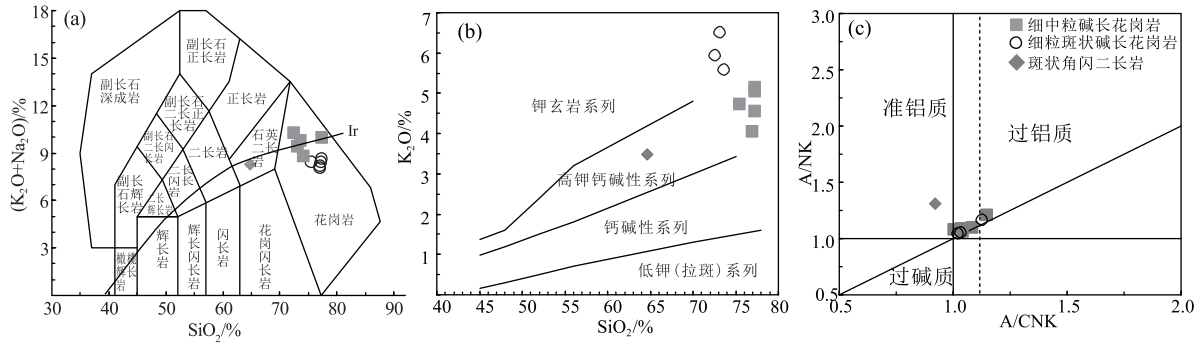 (a)
18
15
12
9
6
3
(K₂O+Na₂O)/%
30
40
50
60
70
80
90
SiO₂/%
副长石
正长岩
副长石
深成岩
副长石
二长正
长岩
正长岩
副长石
二长闪
长岩
二长岩
石英
二长
岩
Ir
副长
石辉
长岩
二长
闪长
岩
二长
辉长岩
橄榄
辉长
岩
辉
长
岩
辉
长
闪
长
岩
闪
长
岩
花
岗
闪
长
岩
花岗岩
(b)
7
6
5
4
3
2
1
K₂O/%
40
45
50
55
60
65
70
75
80
SiO₂/%
钾玄岩系列
高钾钙碱性系列
钙碱性系列
低钾(拉斑)系列
(c)
3.0
2.5
2.0
1.5
1.0
0.5
A/NK
0.5
1.0
1.5
2.0
A/CNK
细中粒碱长花岗岩
细粒斑状碱长花岗岩
斑状角闪二长岩
准铝质
过铝质
过碱质